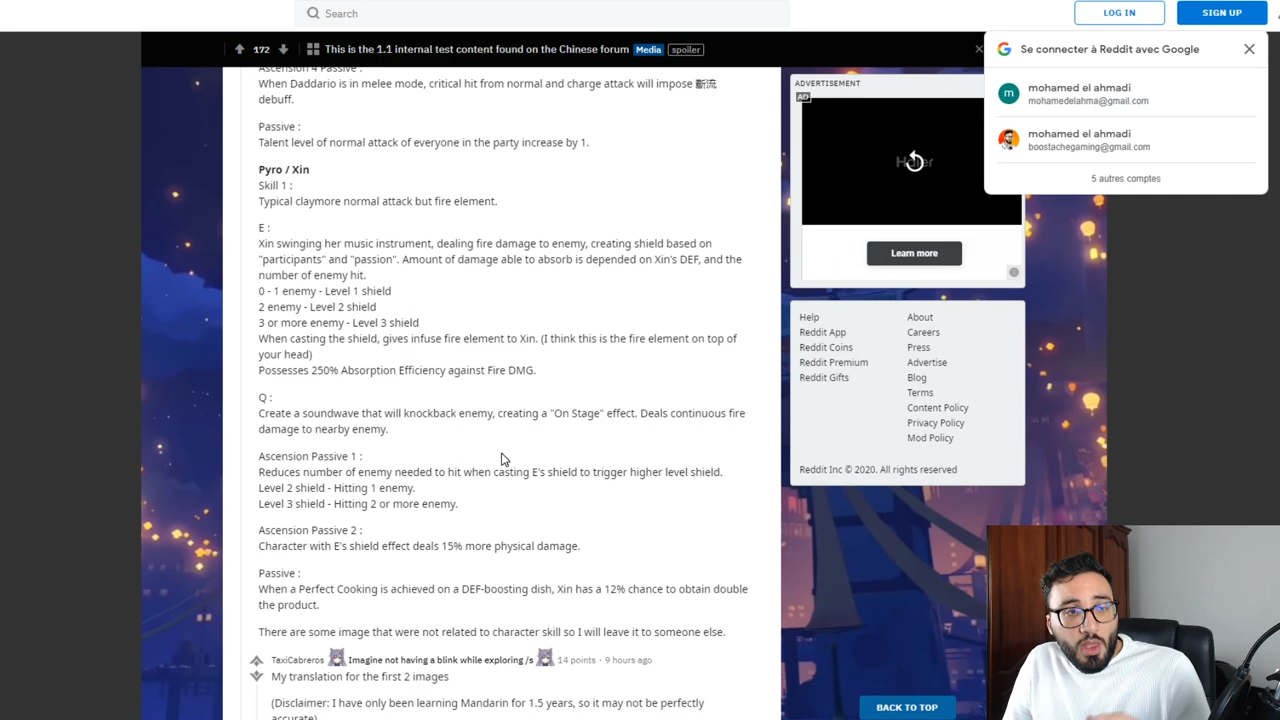 Search
LOG IN
SIGN UP
172
This is the 1.1 internal test content found on the Chinese forum
Media
spoiler
Se connecter à Reddit avec Google
m
mohamed el ahmadi
mohamedelahma@gmail.com
mohamed el ahmadi
boostachegaming@gmail.com
5 autres comptes
Ascension 4 Passive :
When Daddario is in melee mode, critical hit from normal and charge attack will impose 斷流
debuff.
Passive :
Talent level of normal attack of everyone in the party increase by 1.
Pyro / Xin
Skill 1 :
Typical claymore normal attack but fire element.
E :
Xin swinging her music instrument, dealing fire damage to enemy, creating shield based on
"participants" and "passion". Amount of damage able to absorb is depended on Xin's DEF, and the
number of enemy hit.
0 - 1 enemy - Level 1 shield
2 enemy - Level 2 shield
3 or more enemy - Level 3 shield
When casting the shield, gives infuse fire element to Xin. (I think this is the fire element on top of
your head)
Possesses 250% Absorption Efficiency against Fire DMG.
Q :
Create a soundwave that will knockback enemy, creating a "On Stage" effect. Deals continuous fire
damage to nearby enemy.
Ascension Passive 1 :
Reduces number of enemy needed to hit when casting E's shield to trigger higher level shield.
Level 2 shield - Hitting 1 enemy.
Level 3 shield - Hitting 2 or more enemy.
Ascension Passive 2 :
Character with E's shield effect deals 15% more physical damage.
Passive :
When a Perfect Cooking is achieved on a DEF-boosting dish, Xin has a 12% chance to obtain double
the product.
There are some image that were not related to character skill so I will leave it to someone else.
TaxiCabreros Imagine not having a blink while exploring /s 14 points · 9 hours ago
My translation for the first 2 images
(Disclaimer: I have only been learning Mandarin for 1.5 years, so it may not be perfectly
accurate)
ADVERTISEMENT
AD
Haier
Learn more
Help
About
Reddit App
Careers
Reddit Coins
Press
Reddit Premium
Advertise
Reddit Gifts
Blog
Terms
Content Policy
Privacy Policy
Mod Policy
Reddit Inc © 2020. All rights reserved
BACK TO TOP